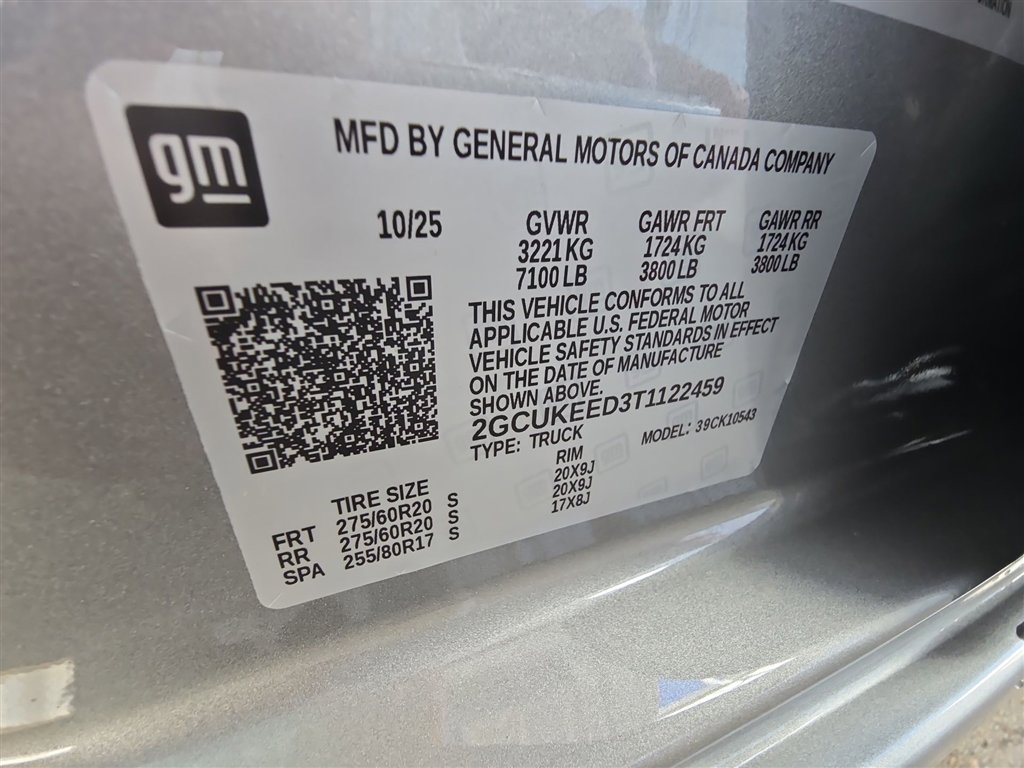 gm
MFD BY GENERAL MOTORS OF CANADA COMPANY
10/25 GVWR GAWR FRT GAWR RR
3221 KG 1724 KG 1724 KG
7100 LB 3800 LB 3800 LB
THIS VEHICLE CONFORMS TO ALL
APPLICABLE U.S. FEDERAL MOTOR
VEHICLE SAFETY STANDARDS IN EFFECT
ON THE DATE OF MANUFACTURE
SHOWN ABOVE.
2GCUKEED3T1122459
TYPE: TRUCK MODEL: 39CK10543
TIRE SIZE RIM
FRT 275/60R20 S 20X9J
RR 275/60R20 S 20X9J
SPA 255/80R17 S 17X8J